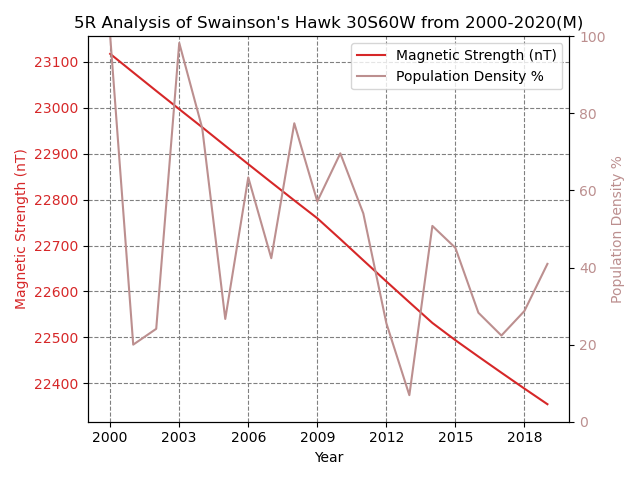 5R Analysis of Swainson's Hawk 30S60W from 2000-2020(M)
Magnetic Strength (nT)
Population Density %
23100
23000
22900
22800
22700
22600
22500
22400
Magnetic Strength (nT)
100
80
60
40
20
0
Population Density %
2000 2003 2006 2009 2012 2015 2018
Year